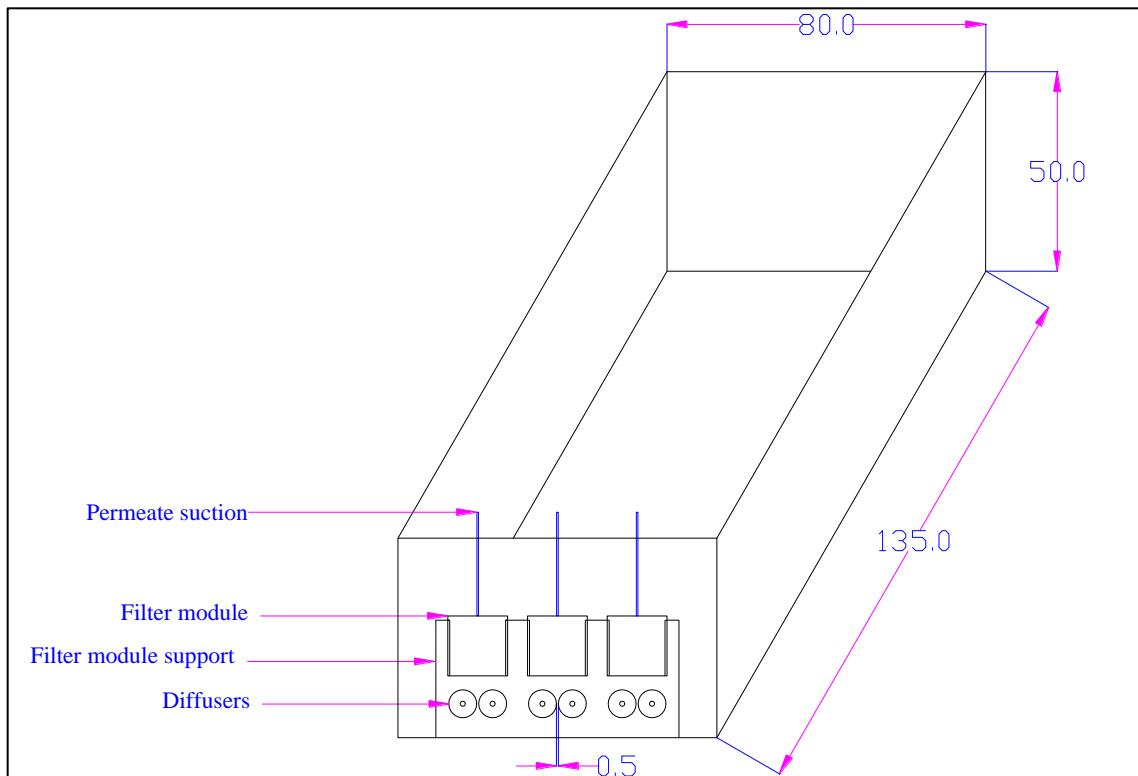 80.0
50.0
Permeate suction
135.0
Filter module
Filter module support
Diffusers
0.5